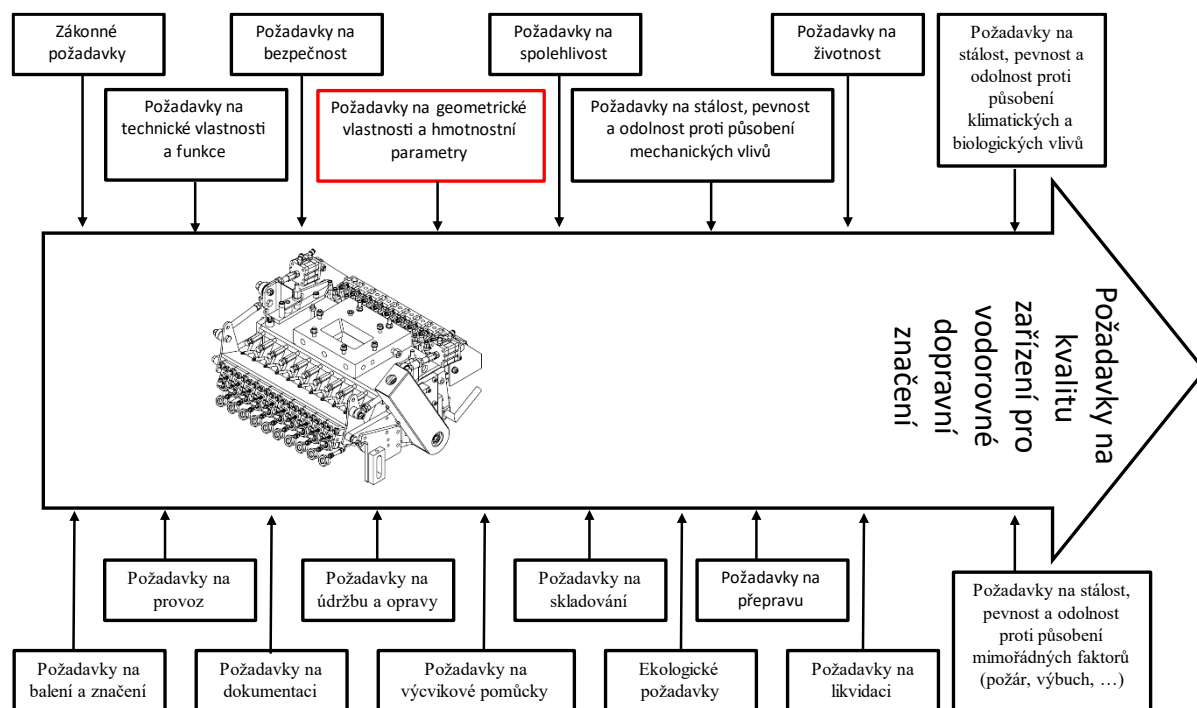 Zákonné
požadavky
Požadavky na
bezpečnost
Požadavky na
spolehlivost
Požadavky na
životnost
Požadavky na
stálost, pevnost a
odolnost proti
působení
klimatických a
biologických vlivů
Požadavky na
technické vlastnosti
a funkce
Požadavky na geometrické
vlastnosti a hmotnostní
parametry
Požadavky na stálost, pevnost
a odolnost proti působení
mechanických vlivů
Požadavky na
kvalitu
zařízení pro
vodorovné
dopravní
značení
Požadavky na
provoz
Požadavky na
údržbu a opravy
Požadavky na
skladování
Požadavky na
přepravu
Požadavky na stálost,
pevnost a odolnost
proti působení
mimořádných faktorů
(požár, výbuch, …)
Požadavky na
balení a značení
Požadavky na
dokumentaci
Požadavky na
výcvikové pomůcky
Ekologické
požadavky
Požadavky na
likvidaci